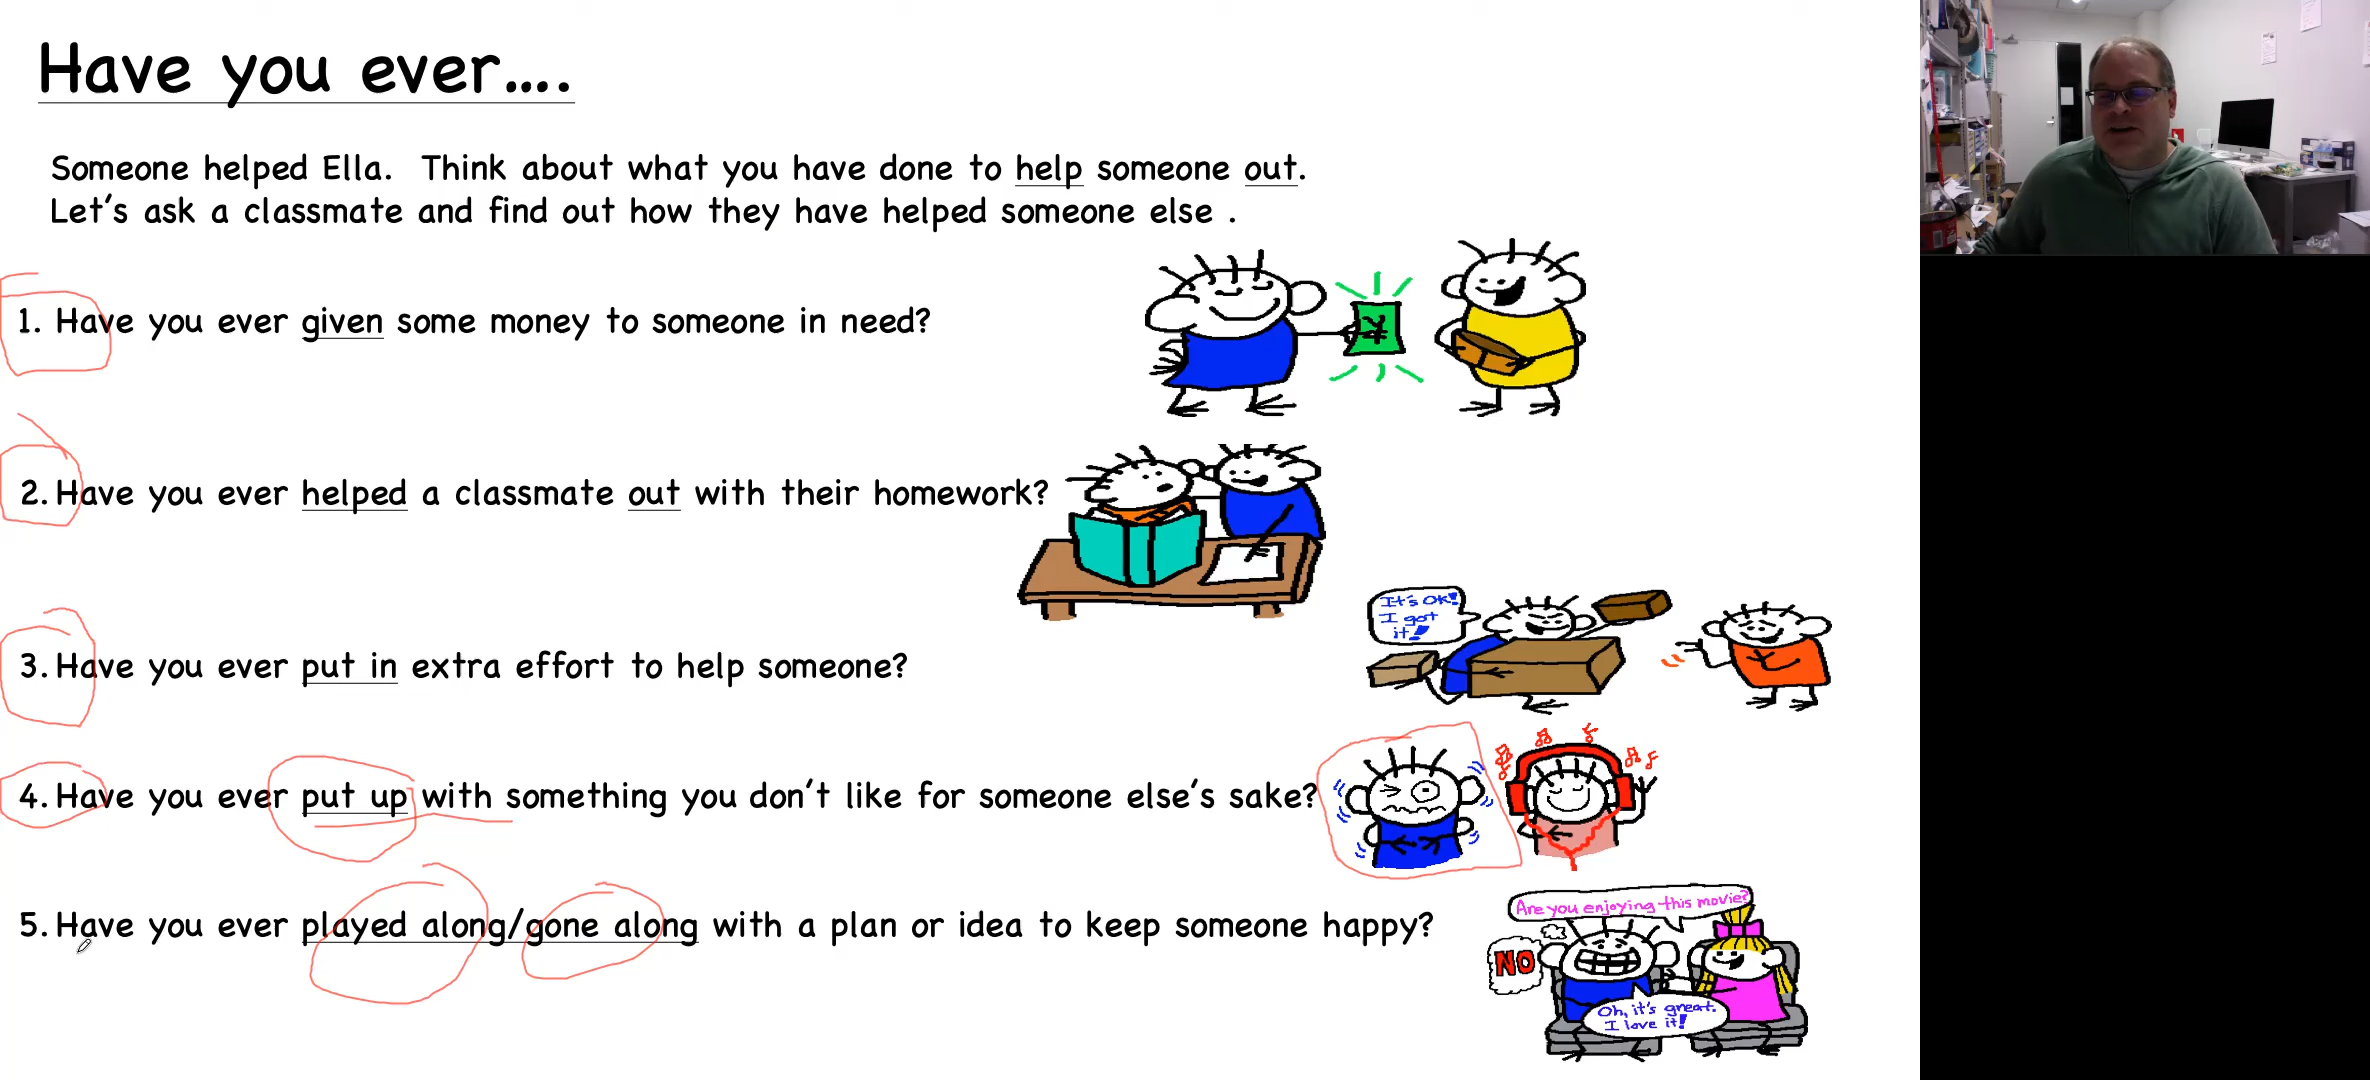 Have you ever....
Someone helped Ella. Think about what you have done to help someone out.
Let's ask a classmate and find out how they have helped someone else .
1. Have you ever given some money to someone in need?
¥
2. Have you ever helped a classmate out with their homework?
It's OK!
I got
it!
3. Have you ever put in extra effort to help someone?
4. Have you ever put up with something you don't like for someone else's sake?
5. Have you ever played along/gone along with a plan or idea to keep someone happy?
Are you enjoying this movie?
NO
Oh, it's great.
I love it!